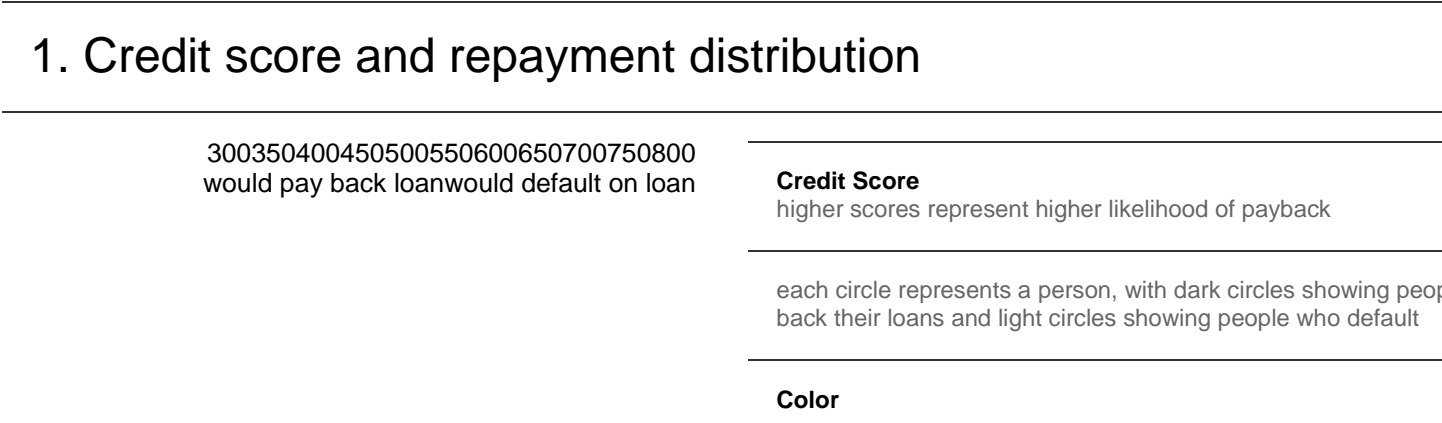 1. Credit score and repayment distribution
300350400450500550600650700750800
would pay back loanwould default on loan
Credit Score
higher scores represent higher likelihood of payback
each circle represents a person, with dark circles showing
back their loans and light circles showing people who default
Color